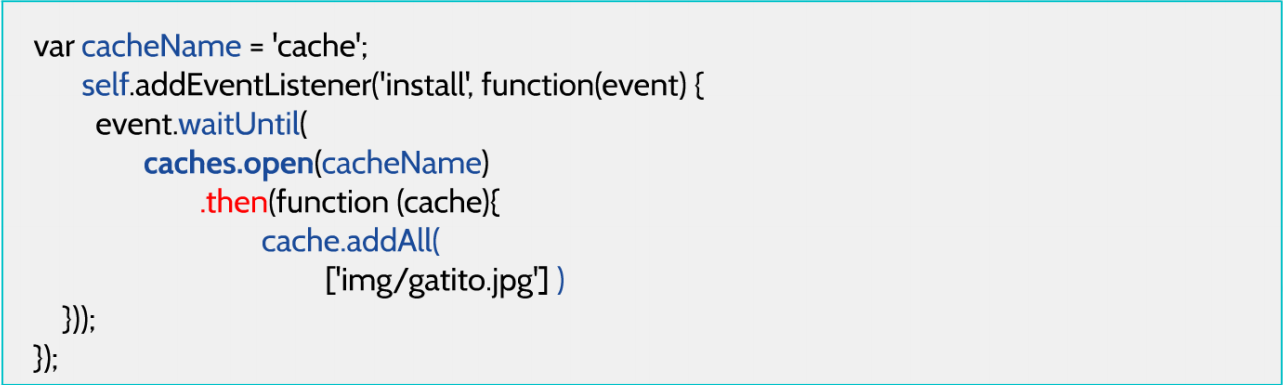 var cacheName = 'cache';
self.addEventListener('install', function(event) {
event.waitUntil(
caches.open(cacheName)
.then(function (cache){
cache.addAll(
['img/gatito.jpg'] )
}));
});